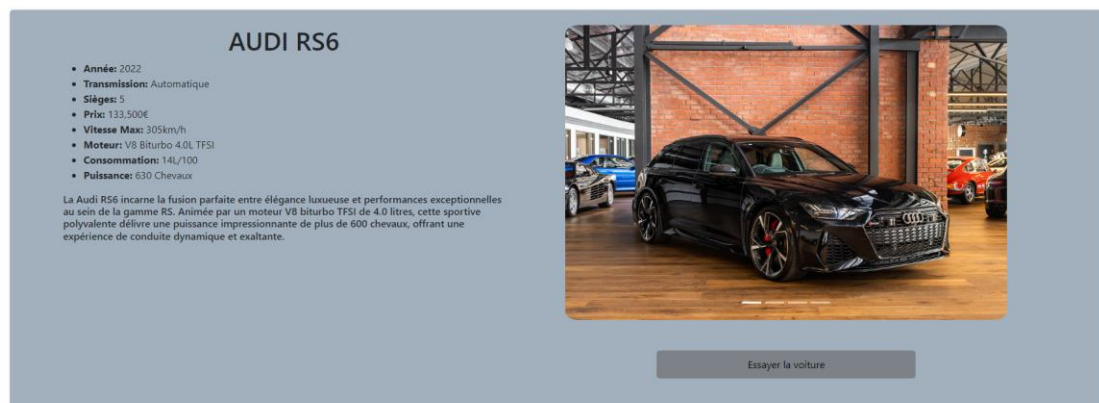 AUDI RS6
Année: 2022
Transmission: Automatique
Sièges: 5
Prix: 133,500€
Vitesse Max: 305km/h
Moteur: V8 Biturbo 4.0L TFSI
Consommation: 14L/100
Puissance: 630 Chevaux
La Audi RS6 incarne la fusion parfaite entre élégance luxueuse et performances exceptionnelles
au sein de la gamme RS. Animée par un moteur V8 biturbo TFSI de 4.0 litres, cette sportive
polyvalente délivre une puissance impressionnante de plus de 600 chevaux, offrant une
expérience de conduite dynamique et exaltante.
Essayer la voiture